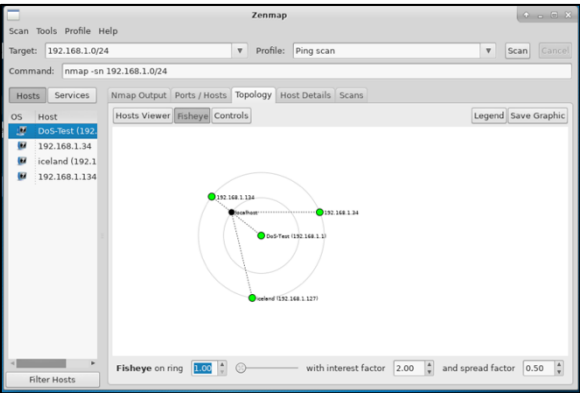 Zenmap
Scan Tools Profile Help
Target: 192.168.1.0/24 Profile: Ping scan Scan Cancel
Command: nmap -sn 192.168.1.0/24
Hosts Services Nmap Output Ports / Hosts Topology Host Details Scans
OS Host
DoS-Test (192.
192.168.1.34
iceland (192.1
192.168.1.134
Filter Hosts
Hosts Viewer Fisheye Controls Legend Save Graphic
192.168.1.134
localhost 192.168.1.34
DoS-Test (192.168.1.1)
iceland (192.168.1.127)
Fisheye on ring 1.00 with interest factor 2.00 and spread factor 0.50